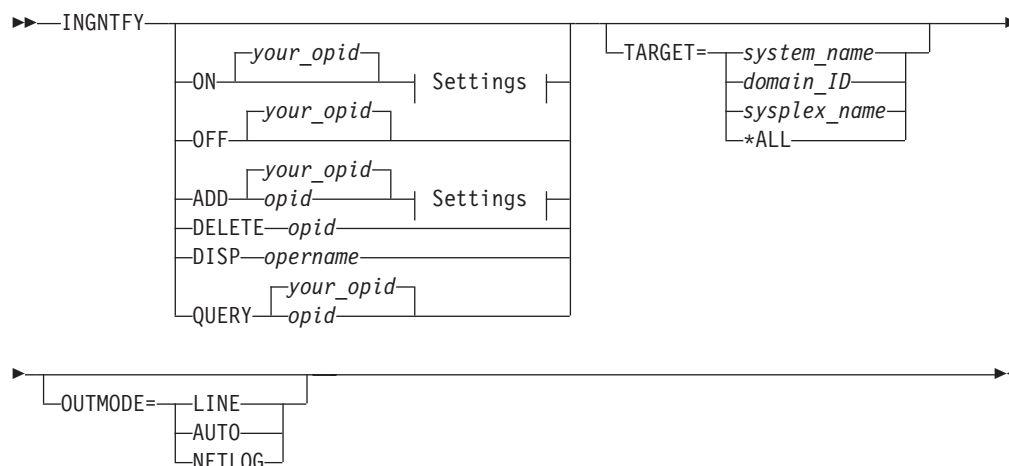 INGNTFY
your_opid
ON
Settings
your_opid
OFF
your_opid
ADD opid
Settings
DELETE opid
DISP opername
your_opid
QUERY opid
TARGET= system_name
domain_ID
sysplex_name
*ALL
OUTMODE= LINE
AUTO
NETLOG